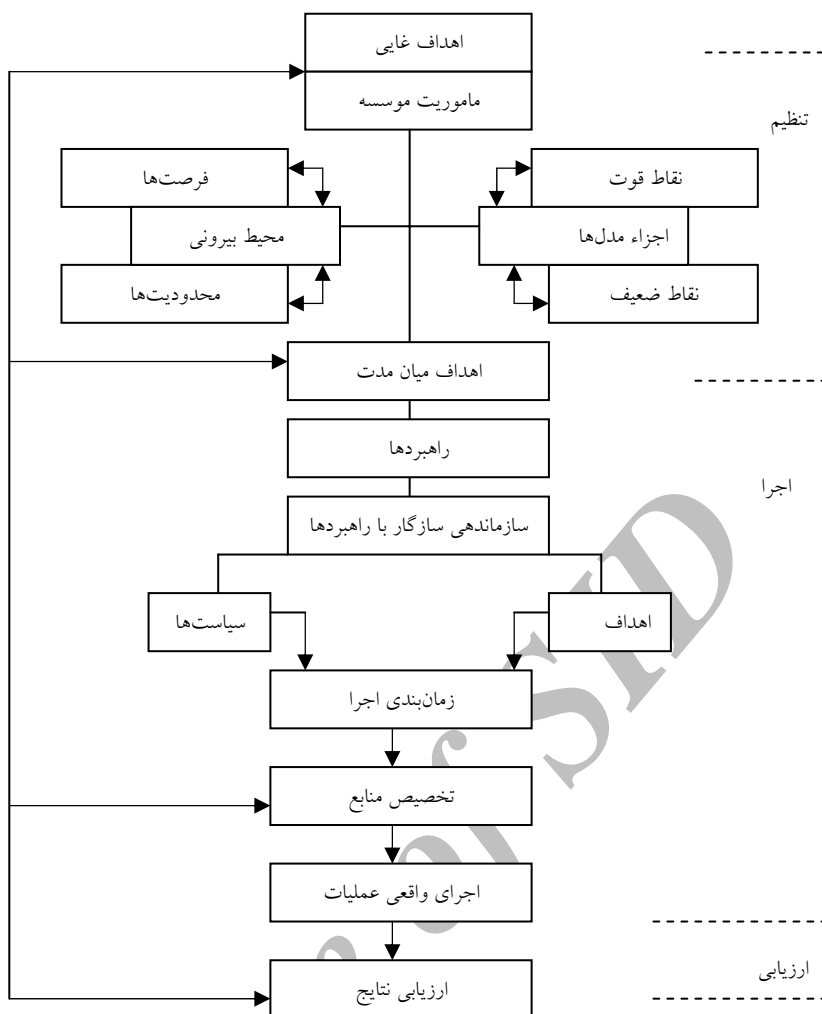 اهداف غایی
ماموریت موسسه
تنظیم
نقاط قوت
فرصت‌ها
اجزاء مدل‌ها
محیط بیرونی
نقاط ضعیف
محدودیت‌ها
اهداف میان مدت
راهبردها
اجرا
سازماندهی سازگار با راهبردها
اهداف
سیاست‌ها
زمان‌بندی اجرا
تخصیص منابع
اجرای واقعی عملیات
ارزیابی
ارزیابی نتایج
of SID